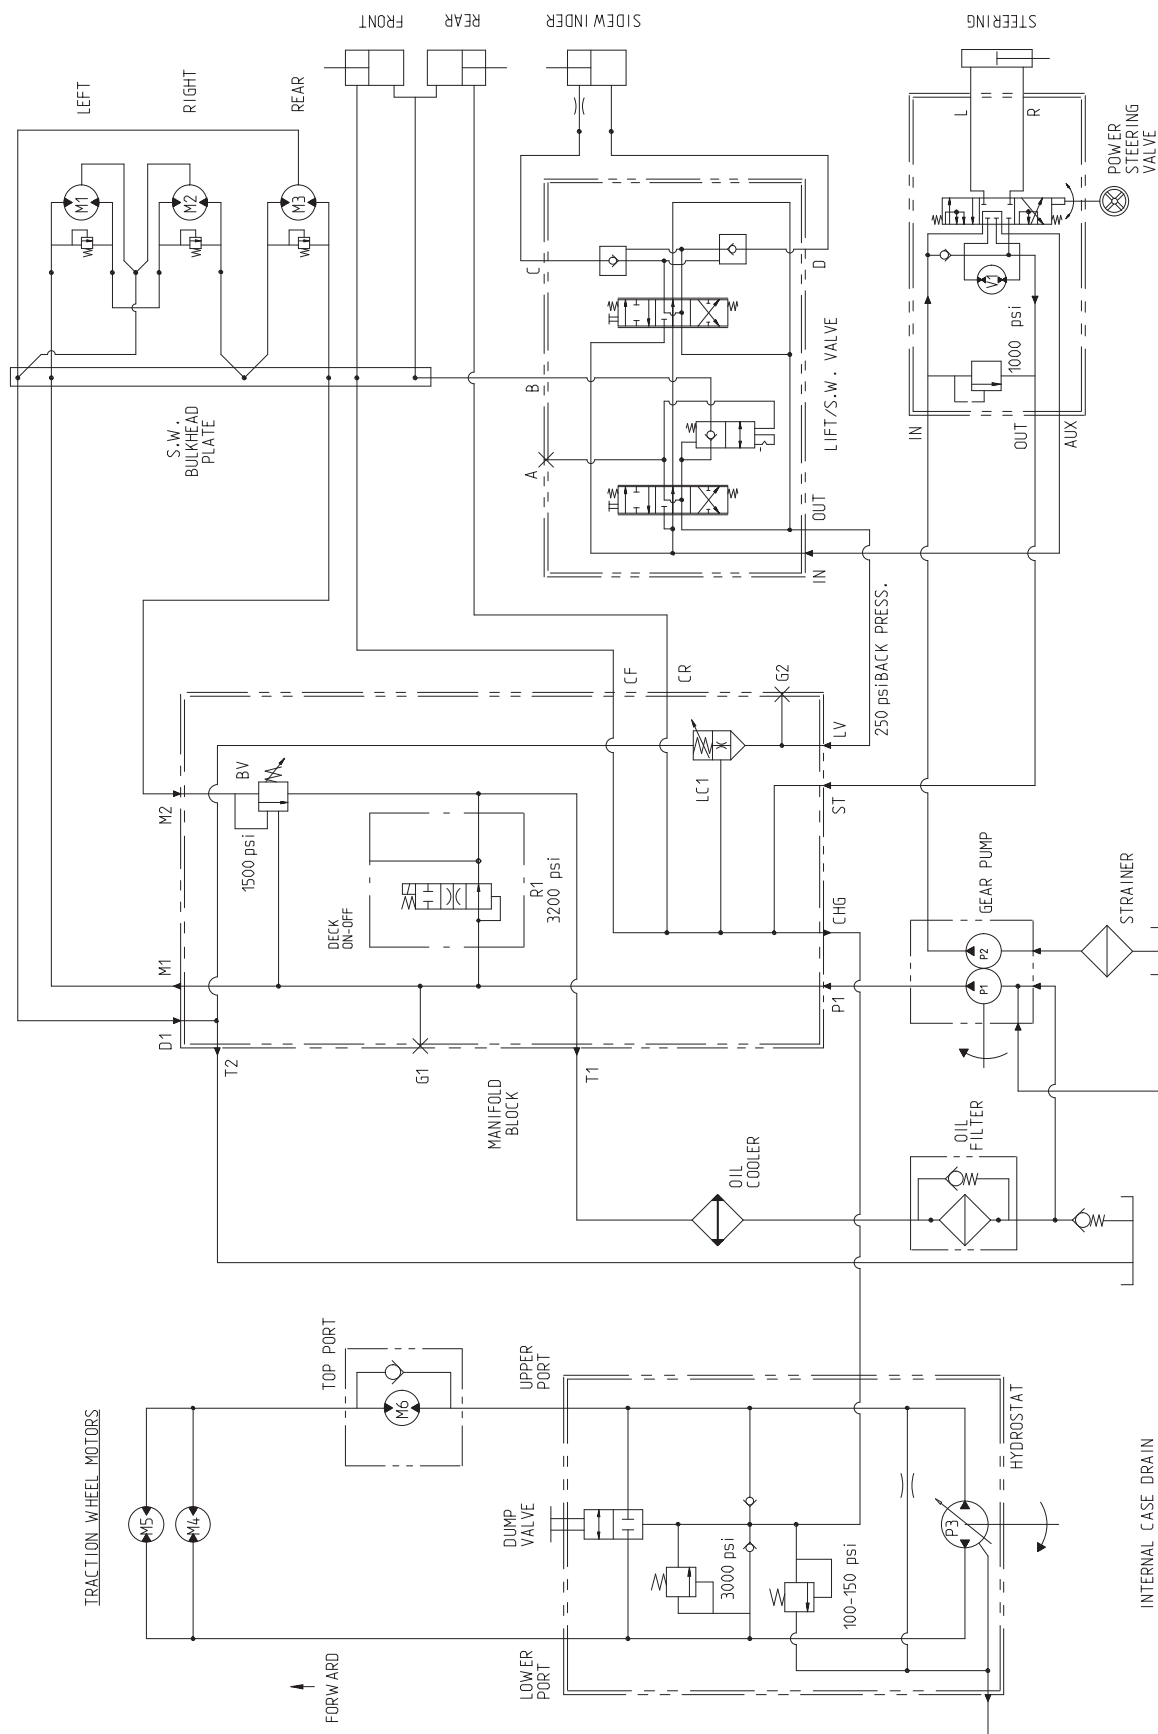 FRONT
REAR
SIDEWINDER
STEERING
LEFT
RIGHT
REAR
M1
M2
M3
L
R
POWER
STEERING
VALVE
C
D
V1
1000 psi
S.W.
BULKHEAD
PLATE
B
A
LIFT/S.W. VALVE
IN
OUT
AUX
OUT
IN
250 psiBACK PRESS.
CF
CR
G2
LV
BV
LC1
M2
ST
1500 psi
R1
3200 psi
DECK
ON-OFF
M1
CHG
GEAR PUMP
STRAINER
P2
P1
D1
P1
T2
G1
T1
MANIFOLD
BLOCK
OIL
COOLER
OIL
FILTER
TRACTION WHEEL MOTORS
TOP PORT
UPPER
PORT
M6
HYDROSTAT
M5
M4
DUMP
VALVE
P3
3000 psi
100-150 psi
INTERNAL CASE DRAIN
LOWER
PORT
FORWARD